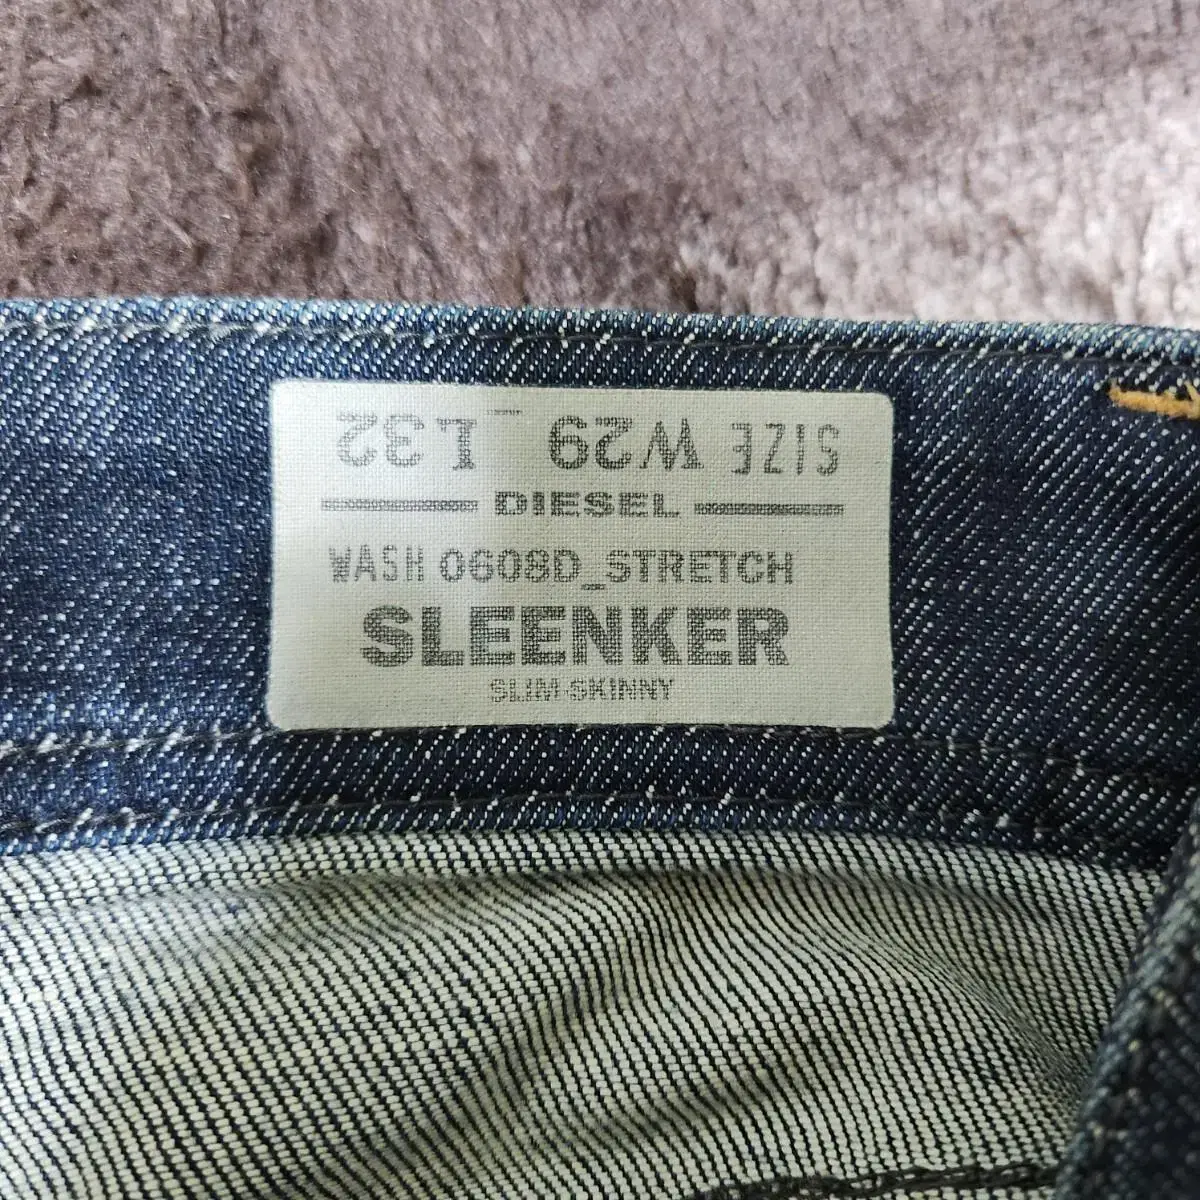 SIZE W29 L32
DIESEL
WASH 0608D_STRETCH
SLEENKER
SLIM-SKINNY